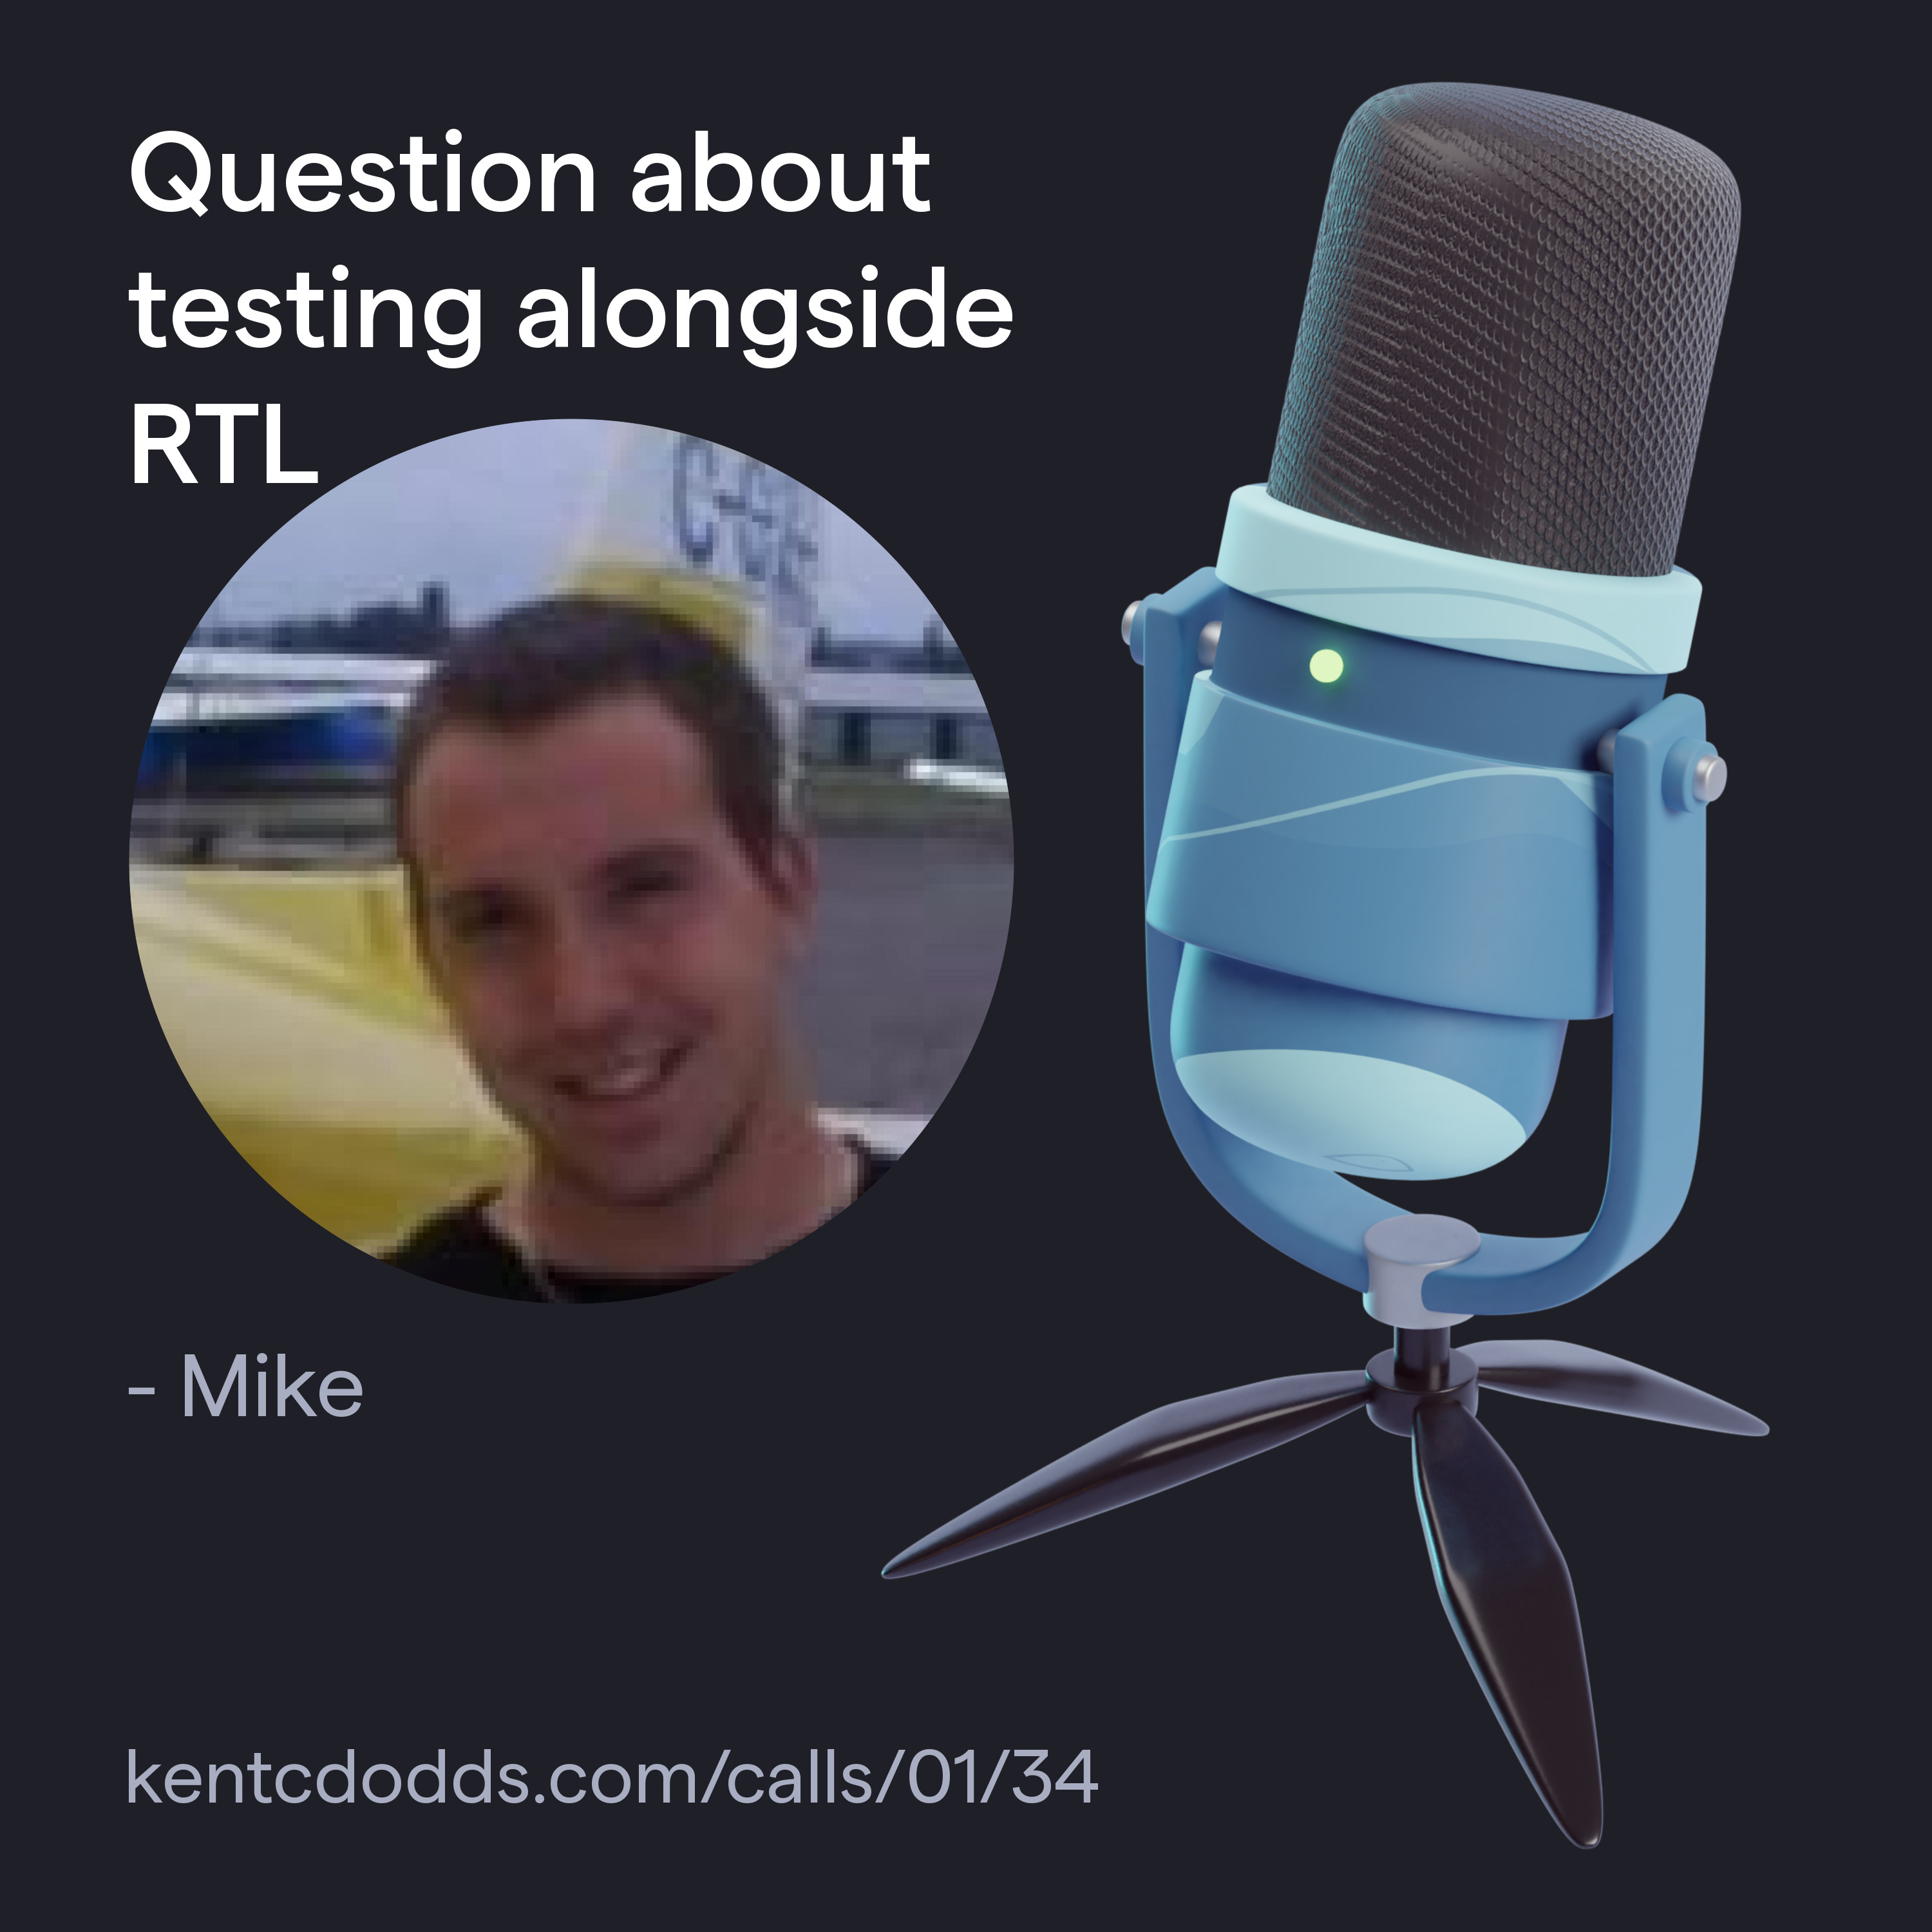 Question about
testing alongside
RTL
- Mike
kentcdodds.com/calls/01/34